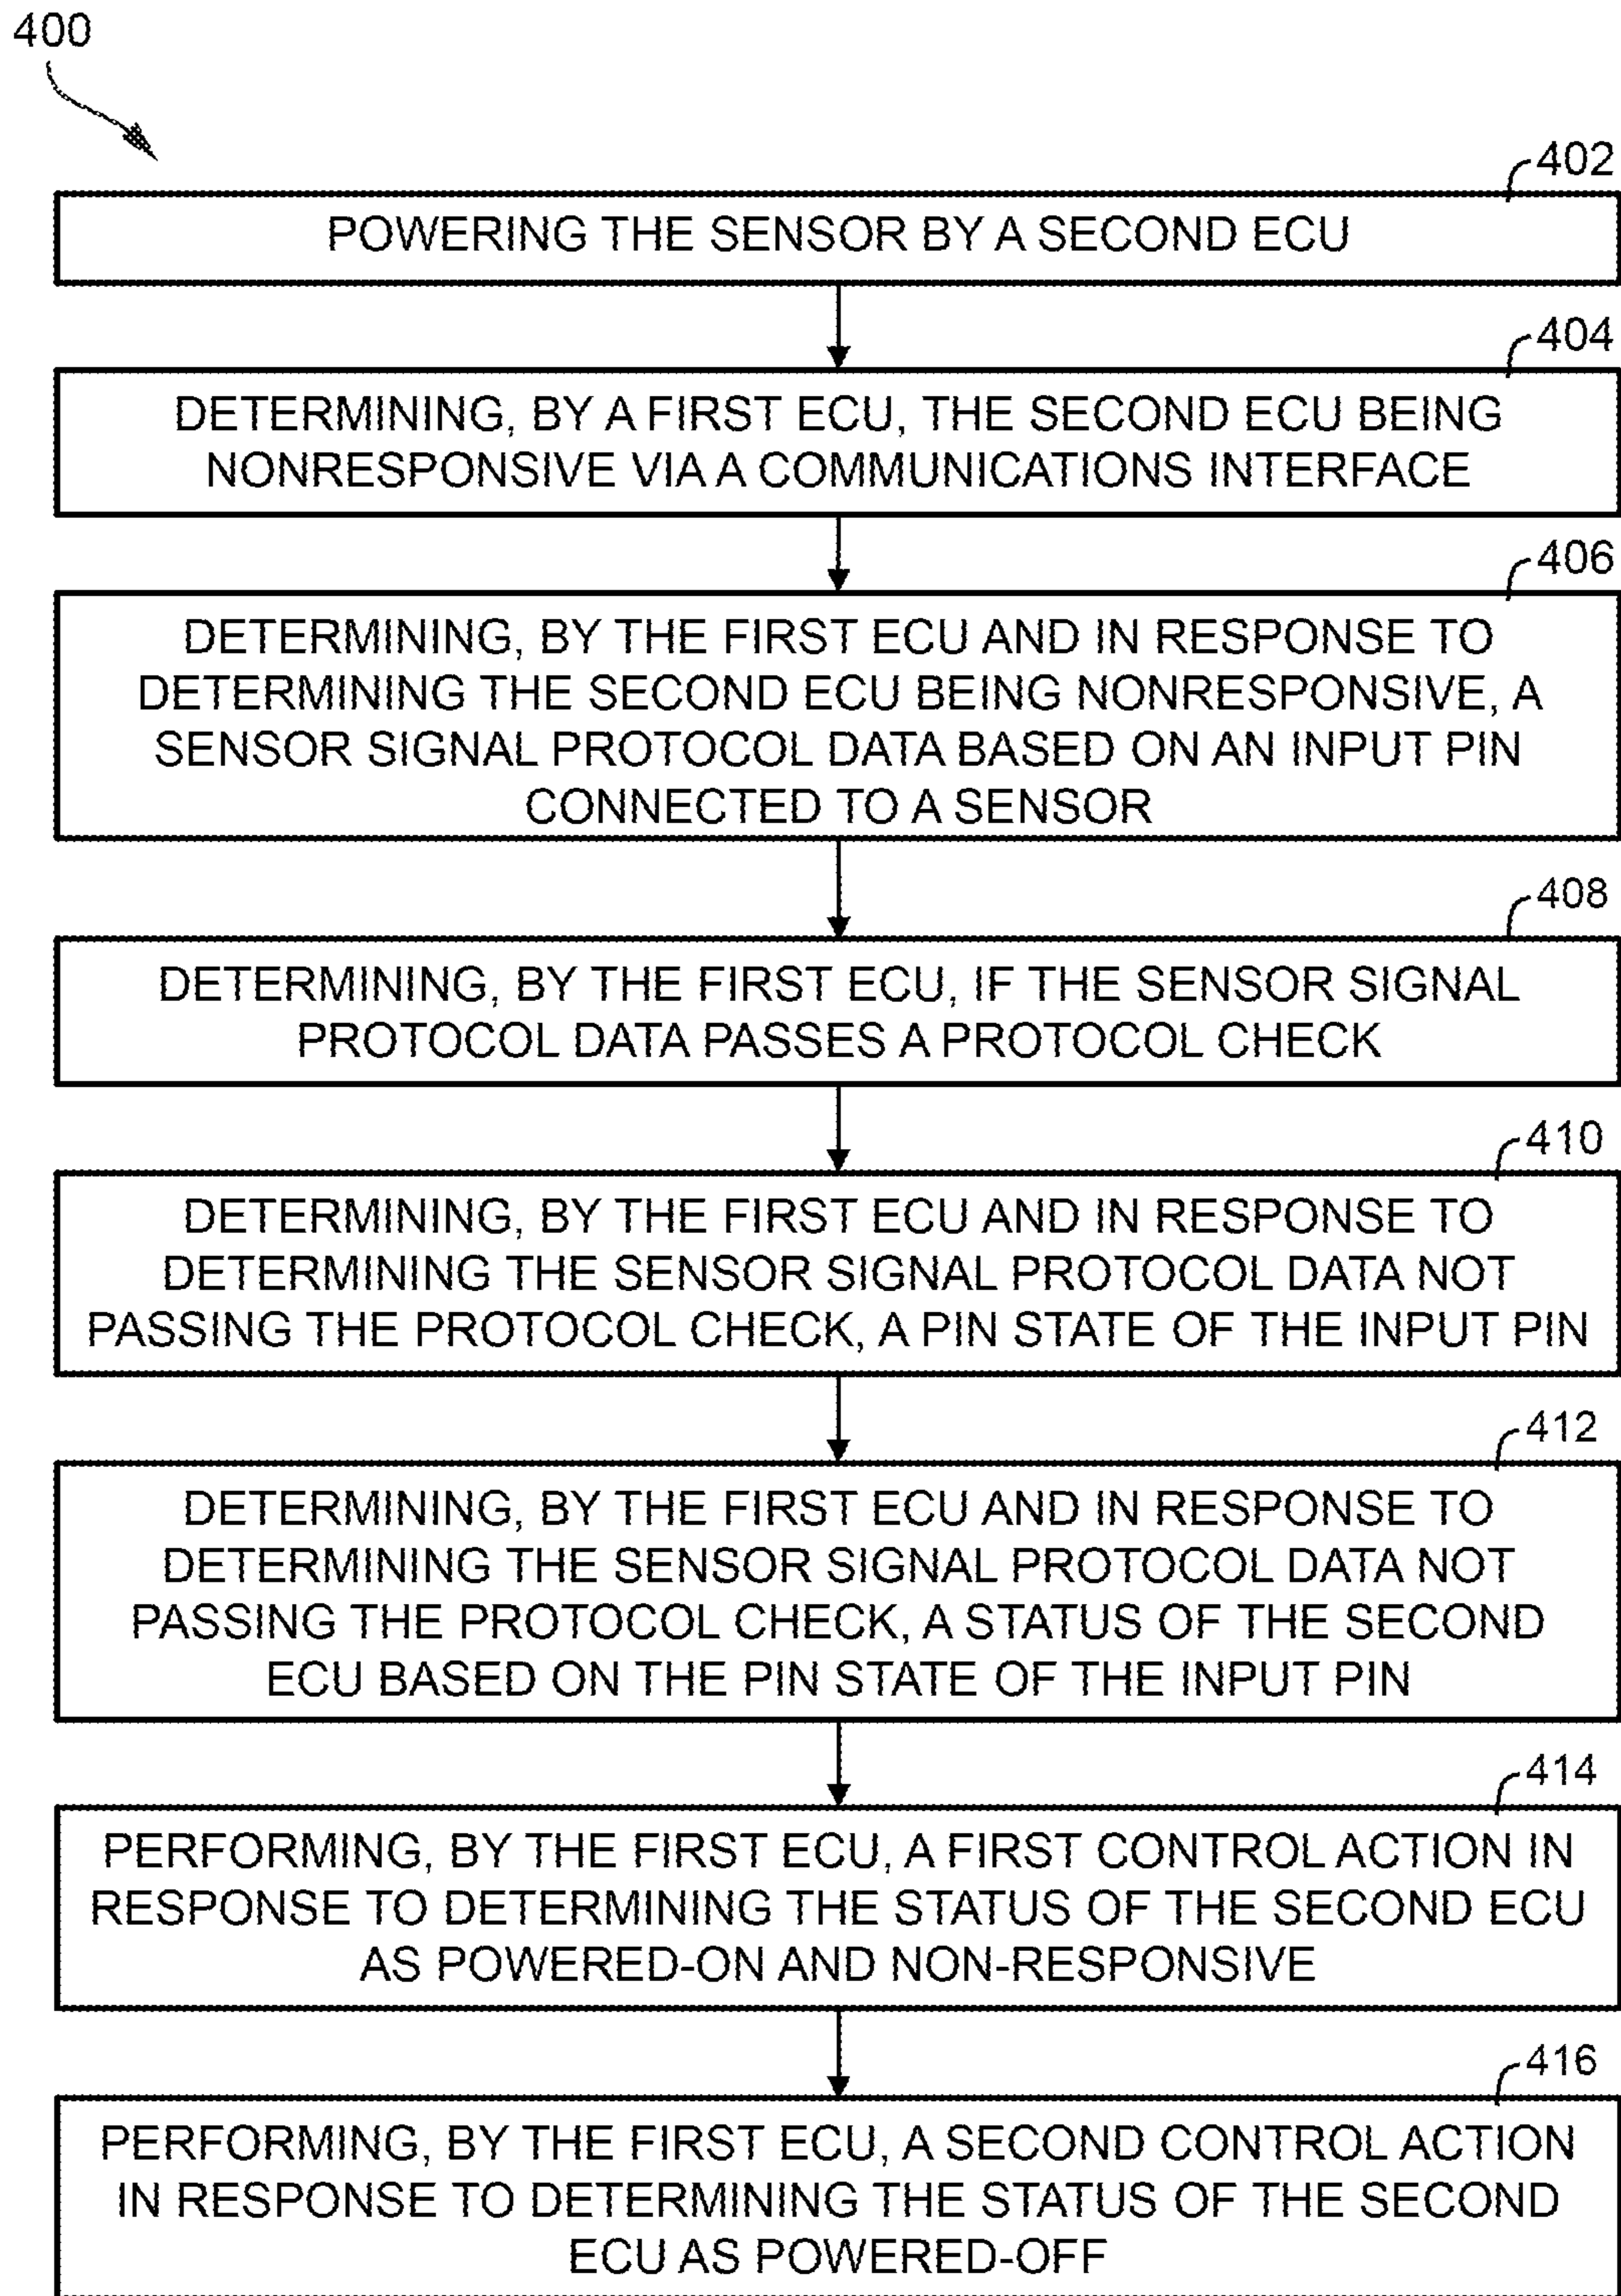 400
402
POWERING THE SENSOR BY A SECOND ECU
404
DETERMINING, BY A FIRST ECU, THE SECOND ECU BEING
NONRESPONSIVE VIA A COMMUNICATIONS INTERFACE
406
DETERMINING, BY THE FIRST ECU AND IN RESPONSE TO
DETERMINING THE SECOND ECU BEING NONRESPONSIVE, A
SENSOR SIGNAL PROTOCOL DATA BASED ON AN INPUT PIN
CONNECTED TO A SENSOR
408
DETERMINING, BY THE FIRST ECU, IF THE SENSOR SIGNAL
PROTOCOL DATA PASSES A PROTOCOL CHECK
410
DETERMINING, BY THE FIRST ECU AND IN RESPONSE TO
DETERMINING THE SENSOR SIGNAL PROTOCOL DATA NOT
PASSING THE PROTOCOL CHECK, A PIN STATE OF THE INPUT PIN
412
DETERMINING, BY THE FIRST ECU AND IN RESPONSE TO
DETERMINING THE SENSOR SIGNAL PROTOCOL DATA NOT
PASSING THE PROTOCOL CHECK, A STATUS OF THE SECOND
ECU BASED ON THE PIN STATE OF THE INPUT PIN
414
PERFORMING, BY THE FIRST ECU, A FIRST CONTROL ACTION IN
RESPONSE TO DETERMINING THE STATUS OF THE SECOND ECU
AS POWERED-ON AND NON-RESPONSIVE
416
PERFORMING, BY THE FIRST ECU, A SECOND CONTROL ACTION
IN RESPONSE TO DETERMINING THE STATUS OF THE SECOND
ECU AS POWERED-OFF